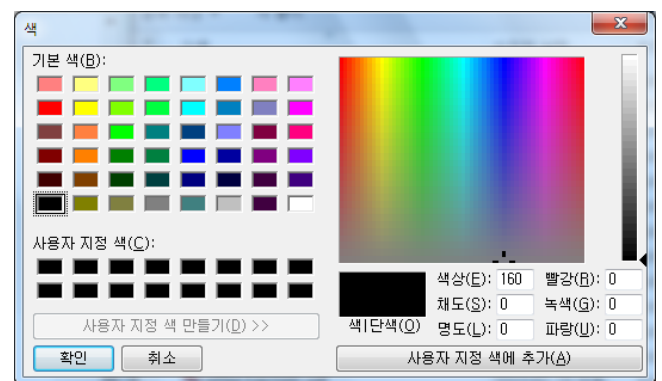 색
기본 색(B):
사용자 지정 색(C):
사용자 지정 색 만들기(D) >>
확인 취소
색상(E): 160 빨강(R): 0
채도(S): 0 녹색(G): 0
색|단색(O) 명도(L): 0 파랑(U): 0
사용자 지정 색에 추가(A)